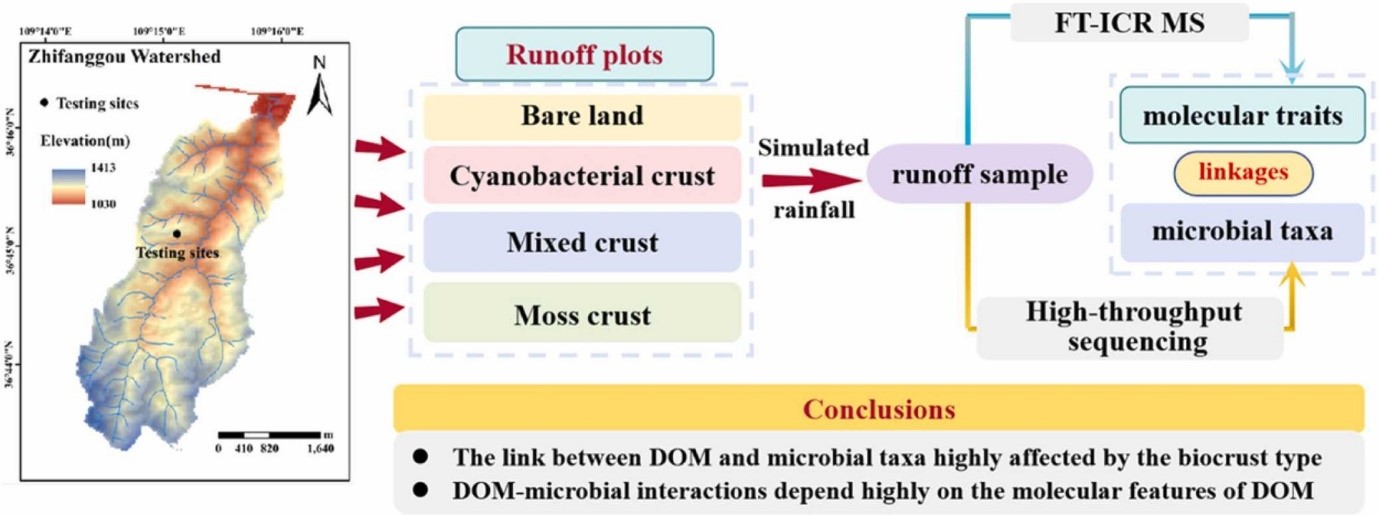 109°14'0"E
109°15'0"E
109°16'0"E
Zhifanggou Watershed
N
Testing sites
Elevation(m)
1413
1030
36°46'0"N
36°45'0"N
36°44'0"N
Testing sites
m
0 410 820 1,640
Runoff plots
Bare land
Cyanobacterial crust
Mixed crust
Moss crust
Simulated
rainfall
runoff sample
FT-ICR MS
molecular traits
linkages
microbial taxa
High-throughput
sequencing
Conclusions
● The link between DOM and microbial taxa highly affected by the biocrust type
● DOM-microbial interactions depend highly on the molecular features of DOM